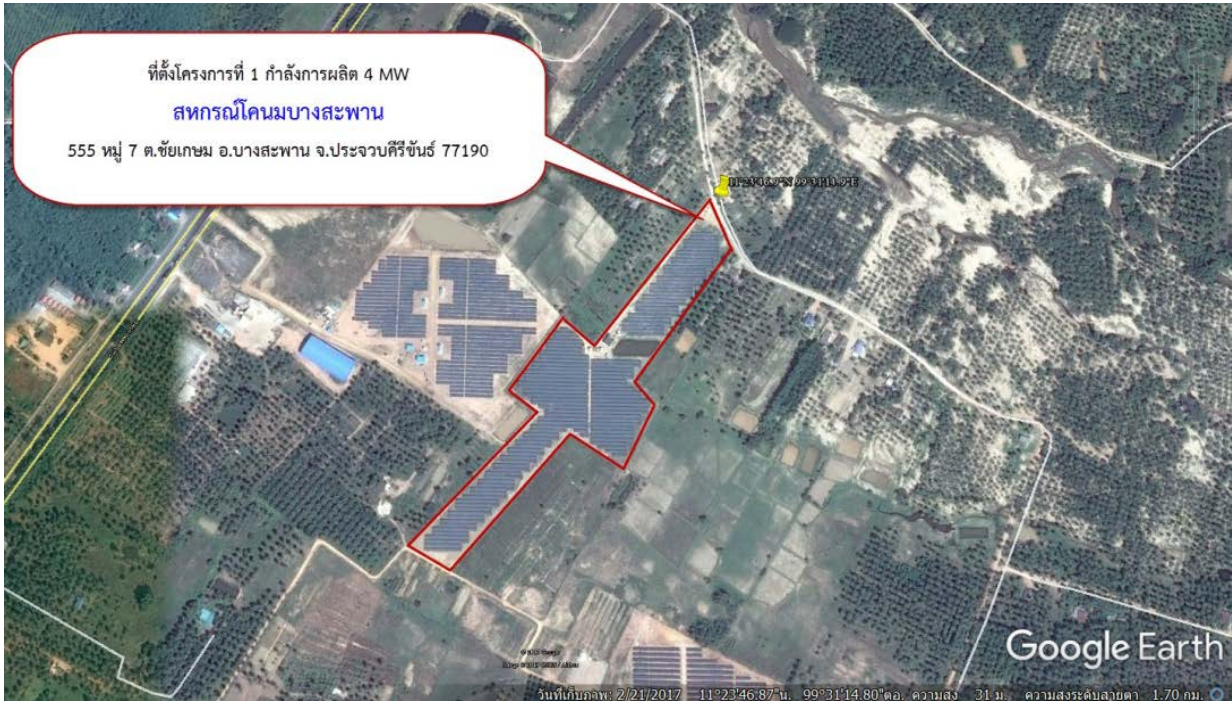 ที่ตั้งโครงการที่ 1 กำลังการผลิต 4 MW
สหกรณ์โคนมบางสะพาน
555 หมู่ 7 ต.ชัยเกษม อ.บางสะพาน จ.ประจวบคีรีขันธ์ 77190
Google Earth
วันที่เก็บภาพ: 2/21/2017 11°23'46.87"น. 99°31'14.80"ตอ. ความสูง 31 ม. ความสูงระดับสายตา 1.70 กม.